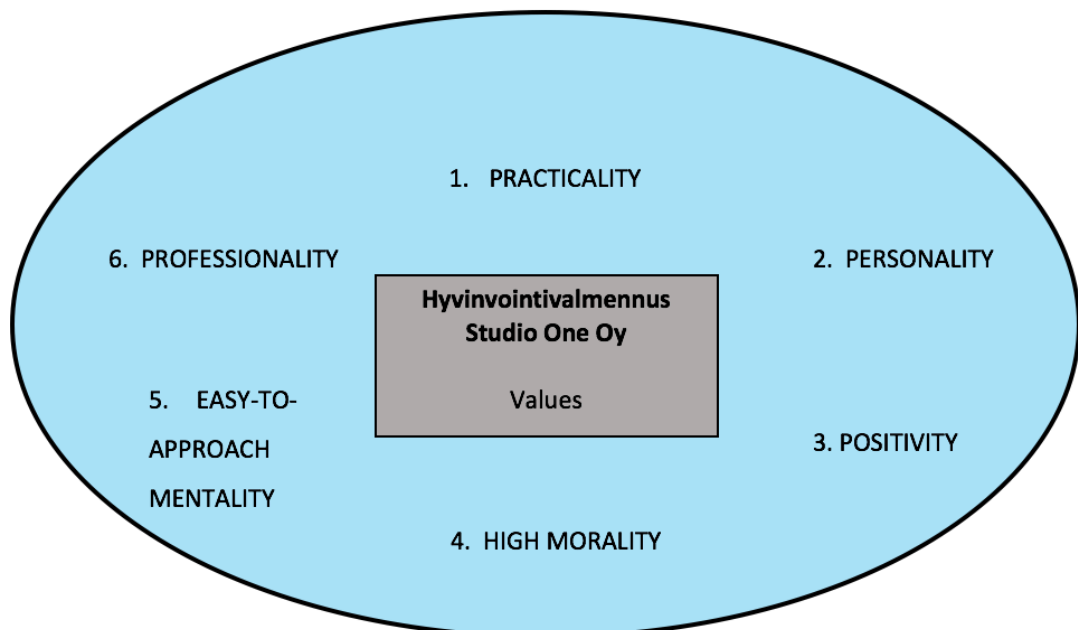 1. PRACTICALITY
6. PROFESSIONALITY
2. PERSONALITY
Hyvinvointivalmennus
Studio One Oy
Values
5. EASY-TO-
APPROACH
MENTALITY
3. POSITIVITY
4. HIGH MORALITY